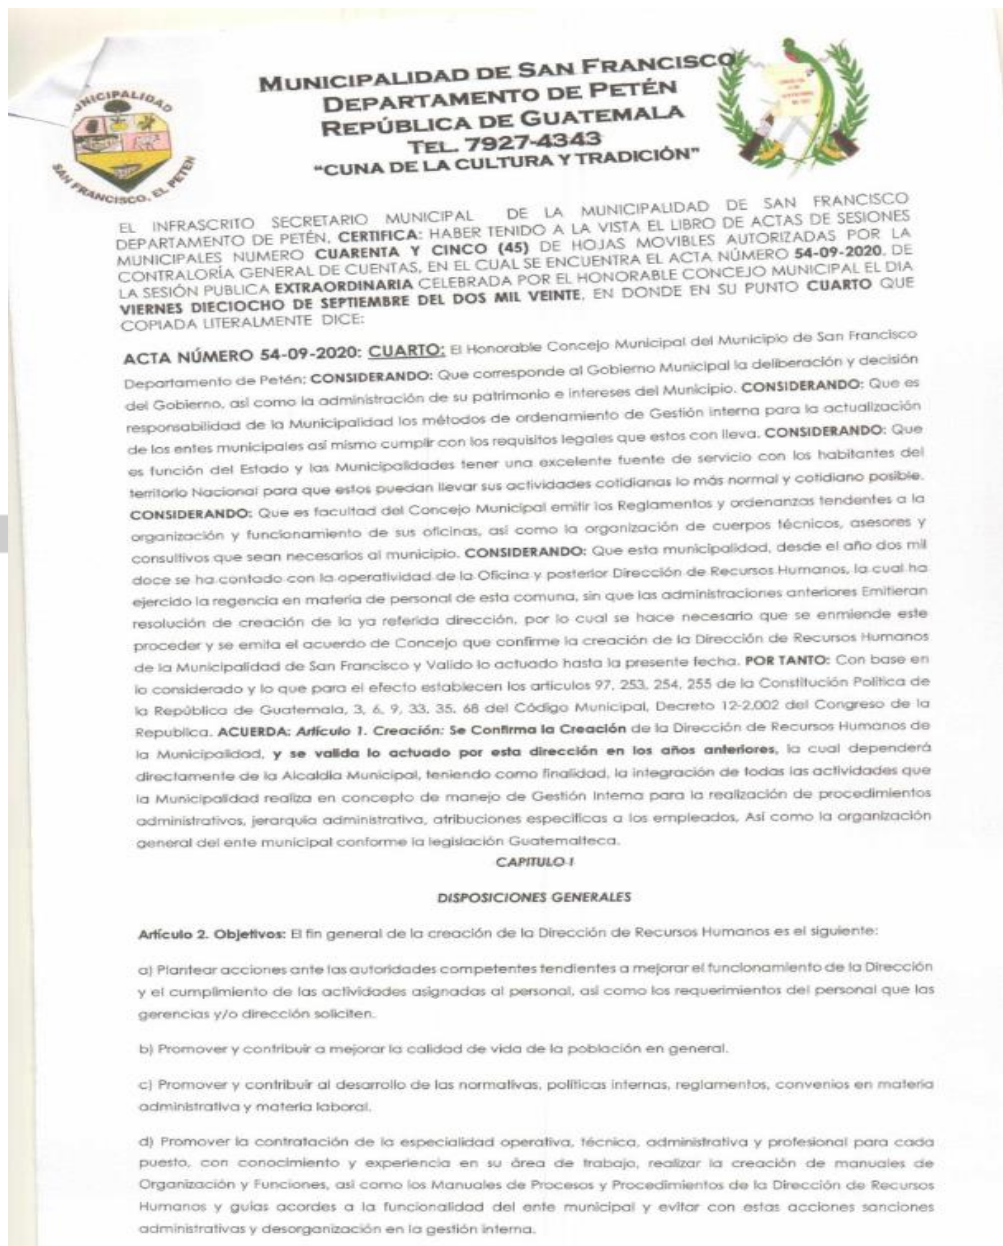 MUNICIPALIDAD
SAN FRANCISCO, EL PETÉN
MUNICIPALIDAD DE SAN FRANCISCO
DEPARTAMENTO DE PETÉN
REPÚBLICA DE GUATEMALA
TEL. 7927-4343
“CUNA DE LA CULTURA Y TRADICIÓN”
EL INFRASCRITO SECRETARIO MUNICIPAL DE LA MUNICIPALIDAD DE SAN FRANCISCO
DEPARTAMENTO DE PETÉN, CERTIFICA: HABER TENIDO A LA VISTA EL LIBRO DE ACTAS DE SESIONES
MUNICIPALES NUMERO CUARENTA Y CINCO (45) DE HOJAS MOVIBLES AUTORIZADAS POR LA
CONTRALORÍA GENERAL DE CUENTAS, EN EL CUAL SE ENCUENTRA EL ACTA NÚMERO 54-09-2020, DE
LA SESIÓN PUBLICA EXTRAORDINARIA CELEBRADA POR EL HONORABLE CONCEJO MUNICIPAL EL DIA
VIERNES DIECIOCHO DE SEPTIEMBRE DEL DOS MIL VEINTE, EN DONDE EN SU PUNTO CUARTO QUE
COPIADA LITERALMENTE DICE:
ACTA NÚMERO 54-09-2020: CUARTO: El Honorable Concejo Municipal del Municipio de San Francisco
Departamento de Petén; CONSIDERANDO: Que corresponde al Gobierno Municipal la deliberación y decisión
del Gobierno, así como la administración de su patrimonio e intereses del Municipio. CONSIDERANDO: Que es
responsabilidad de la Municipalidad los métodos de ordenamiento de Gestión interna para la actualización
de los entes municipales así mismo cumplir con los requisitos legales que estos con lleva. CONSIDERANDO: Que
es función del Estado y las Municipalidades tener una excelente fuente de servicio con los habitantes del
territorio Nacional para que estos puedan llevar sus actividades cotidianas lo más normal y cotidiano posible.
CONSIDERANDO: Que es facultad del Concejo Municipal emitir los Reglamentos y ordenanzas tendentes a la
organización y funcionamiento de sus oficinas, así como la organización de cuerpos técnicos, asesores y
consultivos que sean necesarios al municipio. CONSIDERANDO: Que esta municipalidad, desde el año dos mil
doce se ha contado con la operatividad de la Oficina y posterior Dirección de Recursos Humanos, la cual ha
ejercido la regencia en materia de personal de esta comuna, sin que las administraciones anteriores Emitieran
resolución de creación de la ya referida dirección, por lo cual se hace necesario que se enmiende este
proceder y se emita el acuerdo de Concejo que confirme la creación de la Dirección de Recursos Humanos
de la Municipalidad de San Francisco y Valido lo actuado hasta la presente fecha. POR TANTO: Con base en
lo considerado y lo que para el efecto establecen los artículos 97, 253, 254, 255 de la Constitución Política de
la República de Guatemala, 3, 6, 9, 33, 35, 68 del Código Municipal, Decreto 12-2,002 del Congreso de la
Republica. ACUERDA: Artículo 1. Creación: Se Confirma la Creación de la Dirección de Recursos Humanos de
la Municipalidad, y se valida lo actuado por esta dirección en los años anteriores, la cual dependerá
directamente de la Alcaldía Municipal, teniendo como finalidad, la integración de todas las actividades que
la Municipalidad realiza en concepto de manejo de Gestión Interna para la realización de procedimientos
administrativos, jerarquía administrativa, atribuciones especificas a los empleados, Así como la organización
general del ente municipal conforme la legislación Guatemalteca.
CAPITULO-I
DISPOSICIONES GENERALES
Artículo 2. Objetivos: El fin general de la creación de la Dirección de Recursos Humanos es el siguiente:
a) Plantear acciones ante las autoridades competentes tendientes a mejorar el funcionamiento de la Dirección
y el cumplimiento de las actividades asignadas al personal, así como los requerimientos del personal que las
gerencias y/o dirección soliciten.
b) Promover y contribuir a mejorar la calidad de vida de la población en general.
c) Promover y contribuir al desarrollo de las normativas, políticas internas, reglamentos, convenios en materia
administrativa y materia laboral.
d) Promover la contratación de la especialidad operativa, técnica, administrativa y profesional para cada
puesto, con conocimiento y experiencia en su área de trabajo, realizar la creación de manuales de
Organización y Funciones, así como los Manuales de Procesos y Procedimientos de la Dirección de Recursos
Humanos y guías acordes a la funcionalidad del ente municipal y evitar con estas acciones sanciones
administrativas y desorganización en la gestión interna.